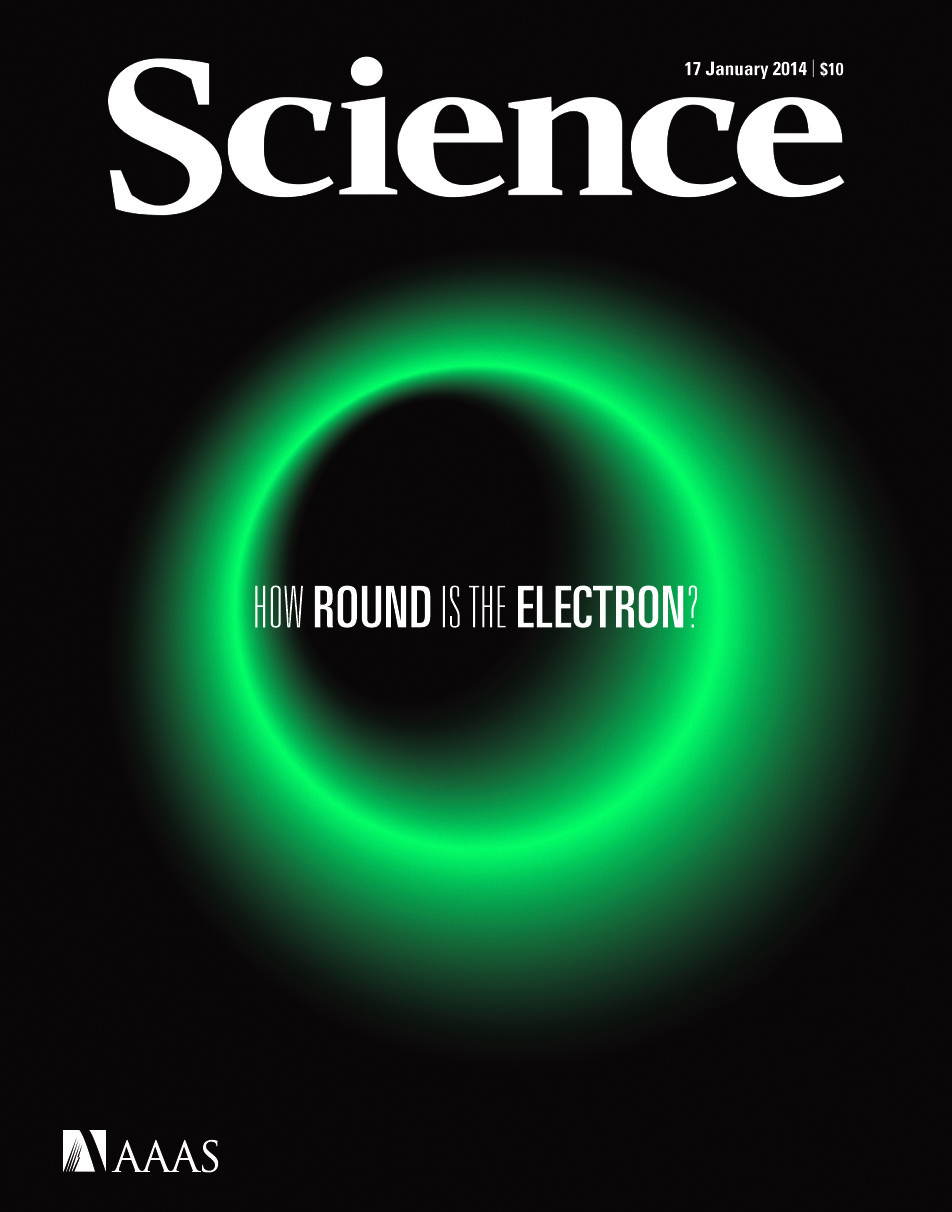 17 January 2014 | $10
Science
HOW ROUND IS THE ELECTRON?
AAAS